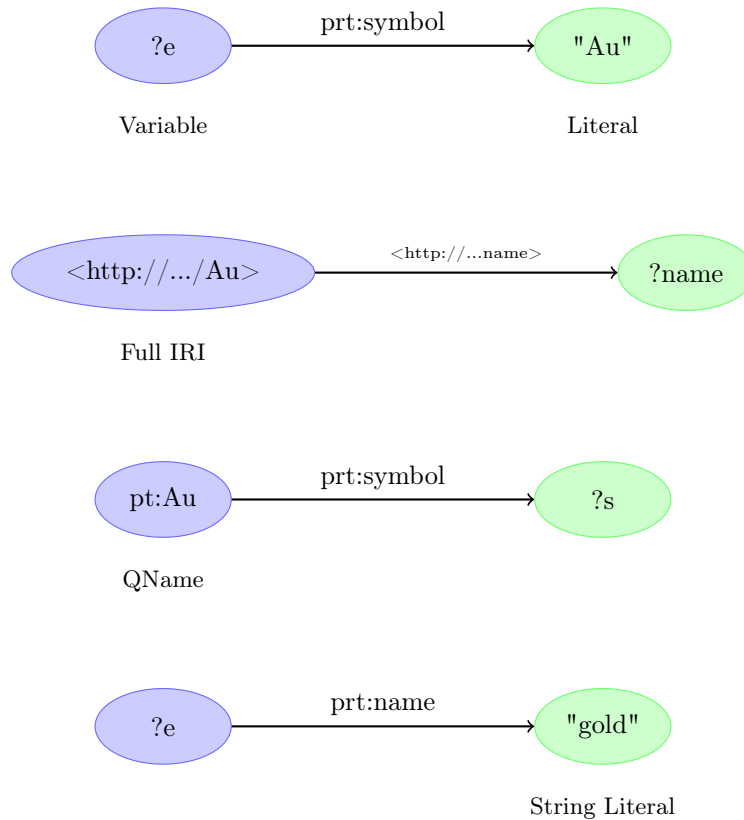 prt:symbol
?e
"Au"
Variable
Literal
<http://...name>
<http://.../Au>
?name
Full IRI
prt:symbol
pt:Au
?s
QName
prt:name
?e
"gold"
String Literal